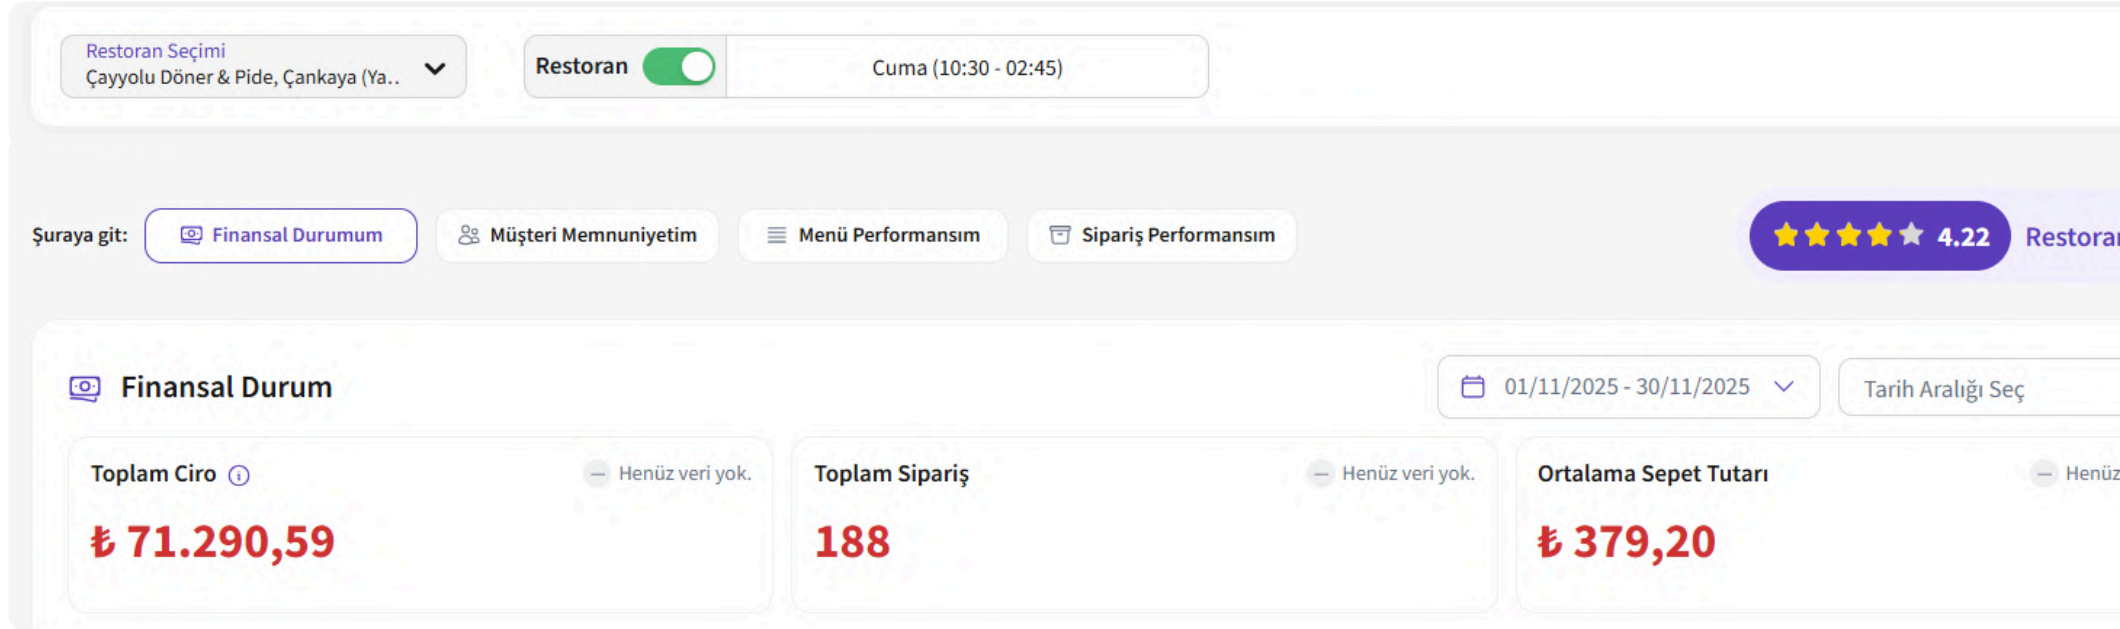 Restoran Seçimi
Çayyolu Döner & Pide, Çankaya (Ya..
Restoran
Cuma (10:30 - 02:45)
Şuraya git:
Finansal Durumum
Müşteri Memnuniyetim
Menü Performansım
Sipariş Performansım
4.22
Restoran
Finansal Durum
01/11/2025 - 30/11/2025
Tarih Aralığı Seç
Toplam Ciro
Henüz veri yok.
₺ 71.290,59
Toplam Sipariş
Henüz veri yok.
188
Ortalama Sepet Tutarı
Henüz
₺ 379,20